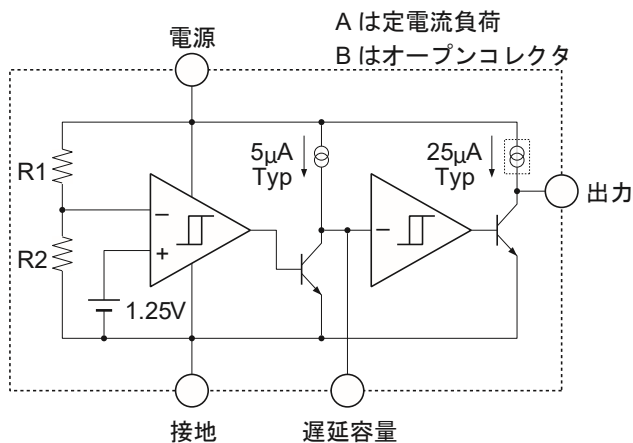 A は定電流負荷
B はオープンコレクタ
電源
R1
R2
5μA
Typ
25μA
Typ
−
+
−
1.25V
出力
接地
遅延容量